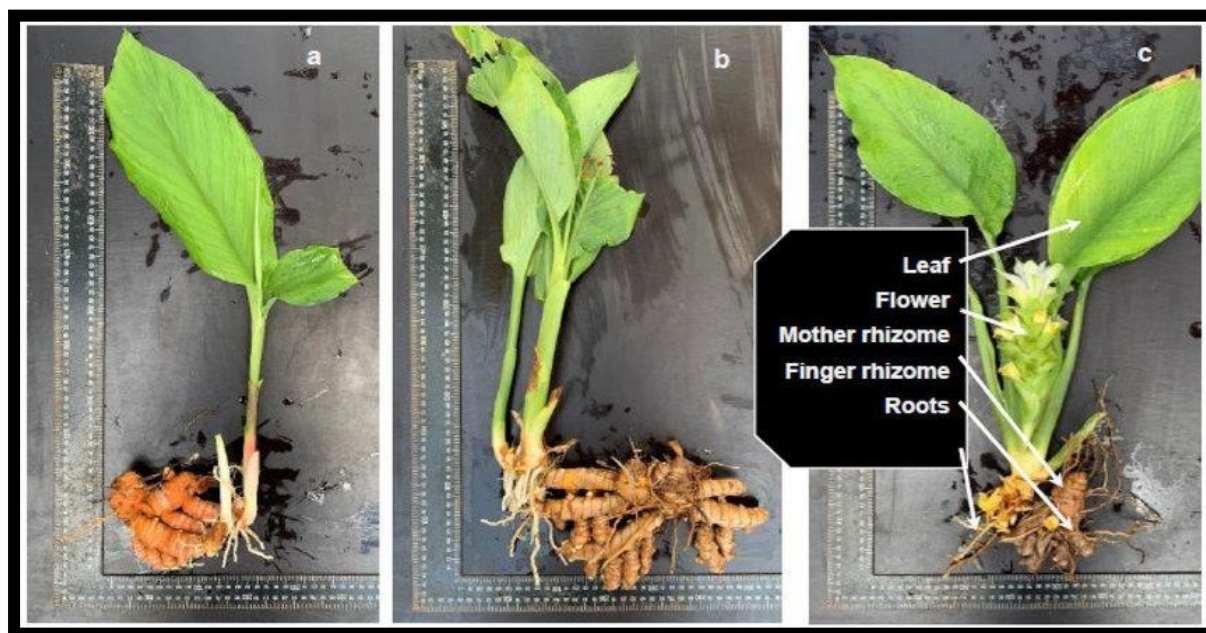 a
b
c
Leaf
Flower
Mother rhizome
Finger rhizome
Roots